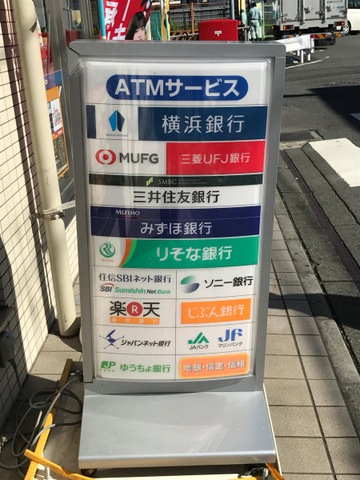 ATMサービス
横浜銀行
MUFG 三菱UFJ銀行
SMBC
三井住友銀行
MIZUHO
みずほ銀行
RESONA りそな銀行
住信SBIネット銀行
SBI Sumishin Net Bank
ソニー銀行
楽R天
じぶん銀行
ジャパンネット銀行
JA
JAバンク
JF
マリンバンク
JP ゆうちょ銀行
地銀・信金・信組